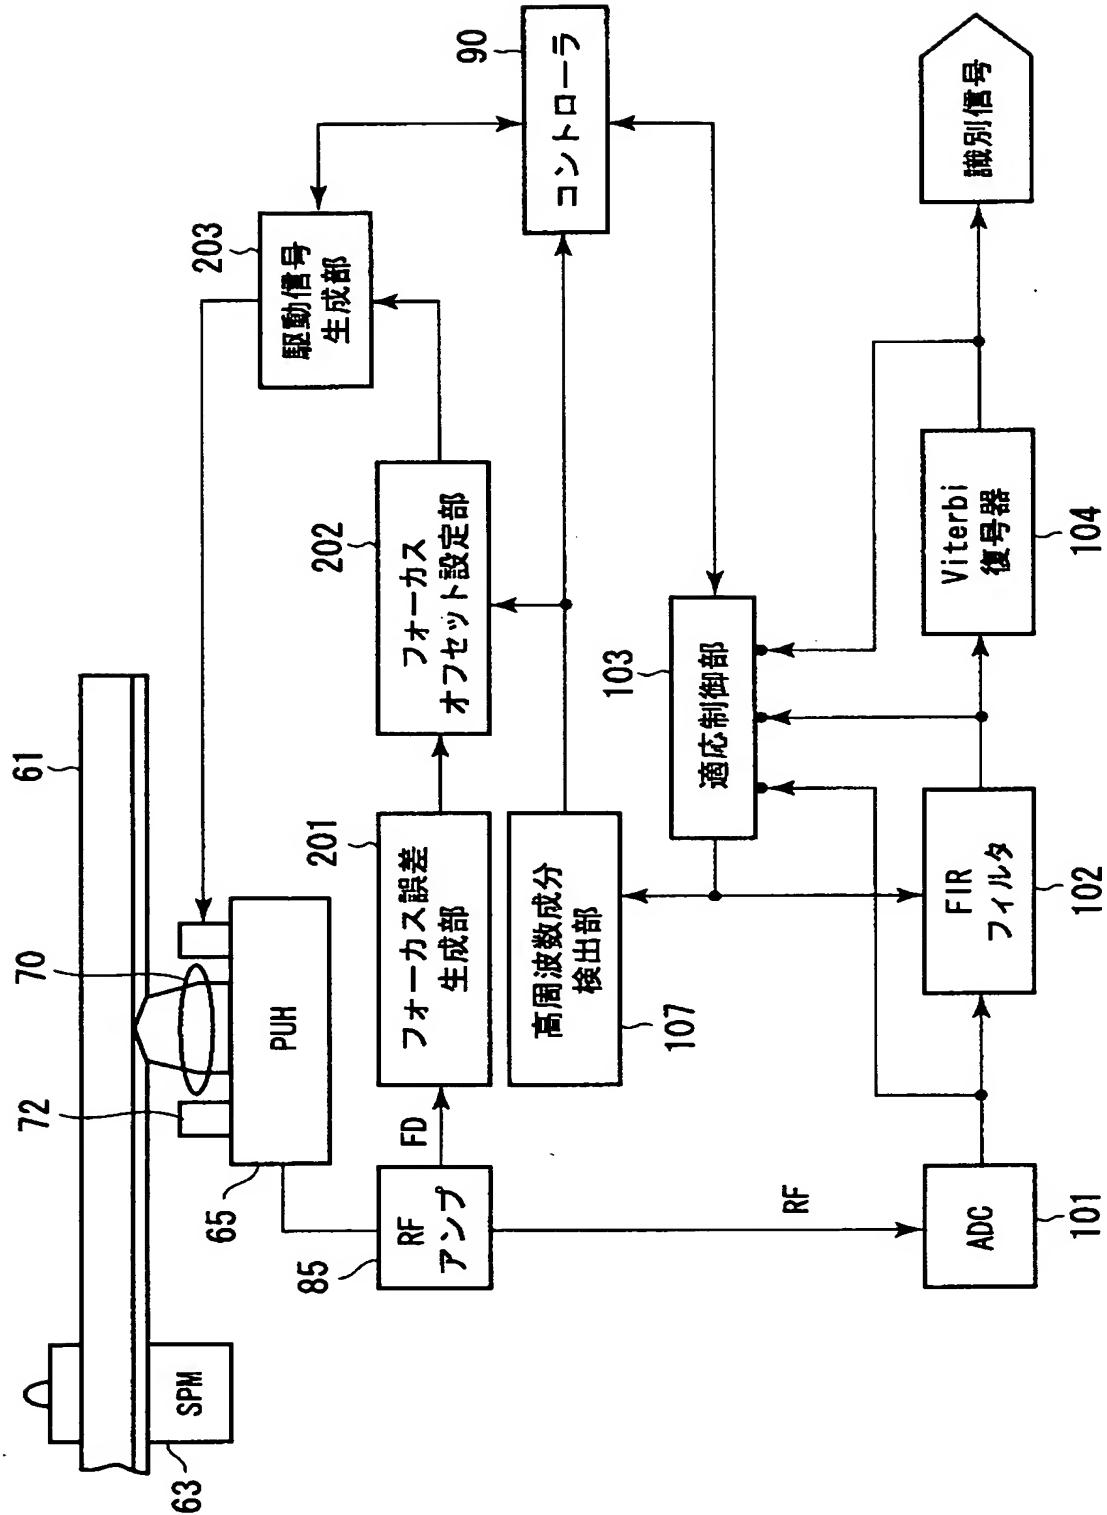 61
63
SPM
72
70
65
PUH
203
駆動信号
生成部
85
RF
アンプ
FD
201
フォーカス誤差
生成部
202
フォーカス
オフセット設定部
90
コントローラ
107
高周波数成分
検出部
103
適応制御部
RF
101
ADC
102
FIR
フィルタ
104
Viterbi
復号器
識別信号